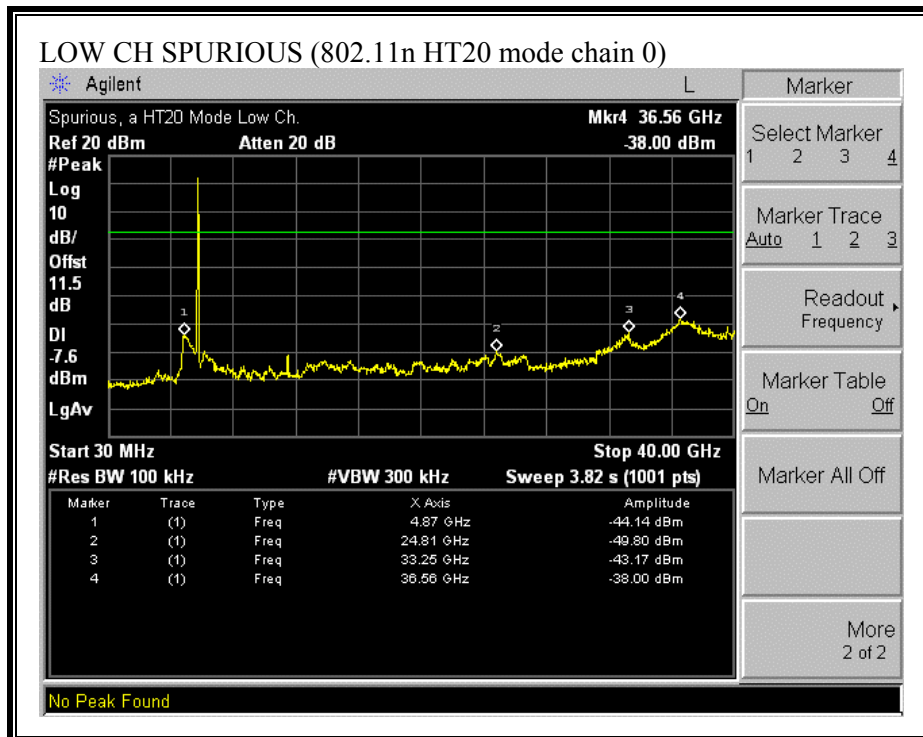 LOW CH SPURIOUS (802.11n HT20 mode chain 0)
Agilent L
Marker
Spurious, a HT20 Mode Low Ch. Mkr4 36.56 GHz
Ref 20 dBm Atten 20 dB -38.00 dBm
#Peak
Log
10
dB/
Offst
11.5
dB
DI
-7.6
dBm
LgAv
1
2
3
4
Start 30 MHz Stop 40.00 GHz
#Res BW 100 kHz #VBW 300 kHz Sweep 3.82 s (1001 pts)
Marker Trace Type X Axis Amplitude
1 (1) Freq 4.87 GHz -44.14 dBm
2 (1) Freq 24.81 GHz -49.80 dBm
3 (1) Freq 33.25 GHz -43.17 dBm
4 (1) Freq 36.56 GHz -38.00 dBm
No Peak Found
Select Marker
1 2 3 4
Marker Trace
Auto 1 2 3
Readout
Frequency
Marker Table
On Off
Marker All Off
More
2 of 2